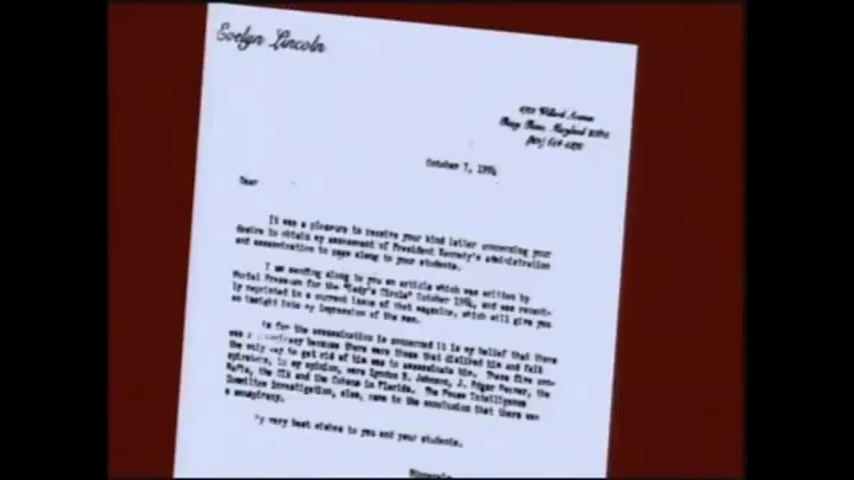 Evelyn Lincoln
Willard Avenue
Chevy Chase, Maryland
October 7,
Dear
It was a pleasure to receive your kind letter concerning your
desire to obtain my assessment of President Kennedy's administration
and assassination to pass along to your students.
I am sending along to you an article which was written by
for the "Lady's Circle" October 1964, and was recent-
ly reprinted in a current issue of that magazine, which will give you
an insight into my impression of the man.
As for the assassination is concerned it is my belief that there
was a conspiracy because there were those that disliked him and felt
the only way to get rid of him was to assassinate him. These five con-
spirators, in my opinion, were Lyndon B. Johnson, J. Edgar Hoover, the
Mafia, the CIA and the Cubans in Florida. The House Intelligence
Committee investigation, also, came to the conclusion that there was
a conspiracy.
My very best wishes to you and your students.